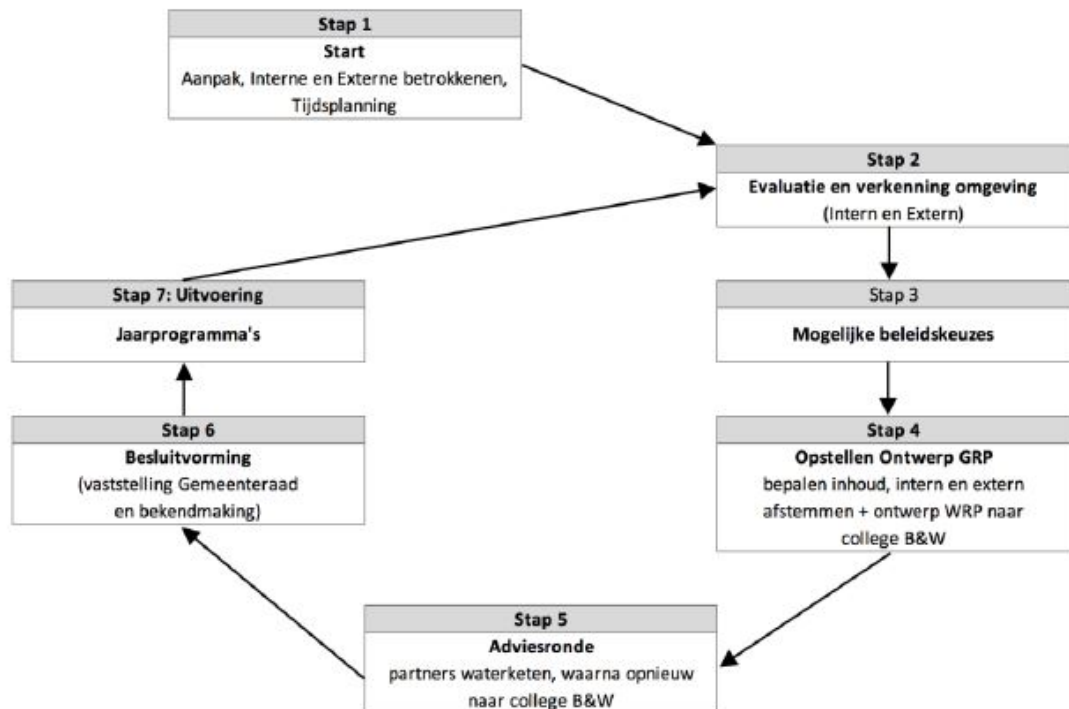 Stap 1
Start
Aanpak, Interne en Externe betrokkenen,
Tijdsplanning
Stap 2
Evaluatie en verkenning omgeving
(Intern en Extern)
Stap 3
Mogelijke beleidskeuzes
Stap 4
Opstellen Ontwerp GRP
bepalen inhoud, intern en extern
afstemmen + ontwerp WRP naar
college B&W
Stap 5
Adviesronde
partners waterketen, waarna opnieuw
naar college B&W
Stap 6
Besluitvorming
(vaststelling Gemeenteraad
en bekendmaking)
Stap 7: Uitvoering
Jaarprogramma's